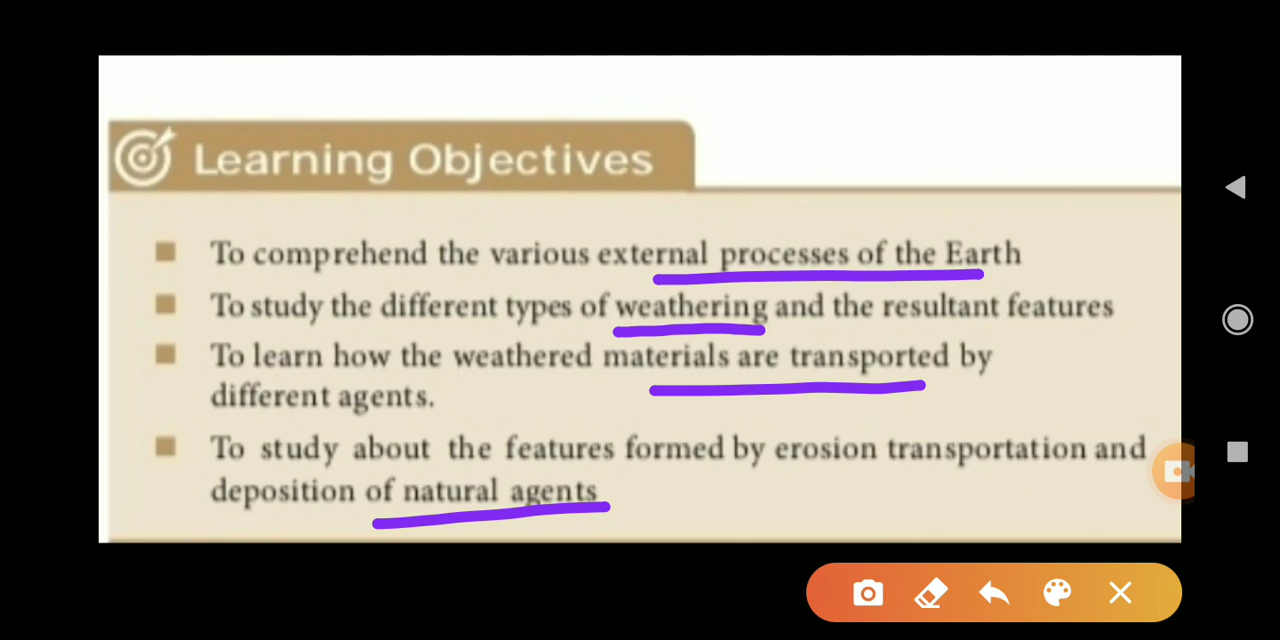 Learning Objectives
To comprehend the various external processes of the Earth
To study the different types of weathering and the resultant features
To learn how the weathered materials are transported by
different agents.
To study about the features formed by erosion transportation and
deposition of natural agents